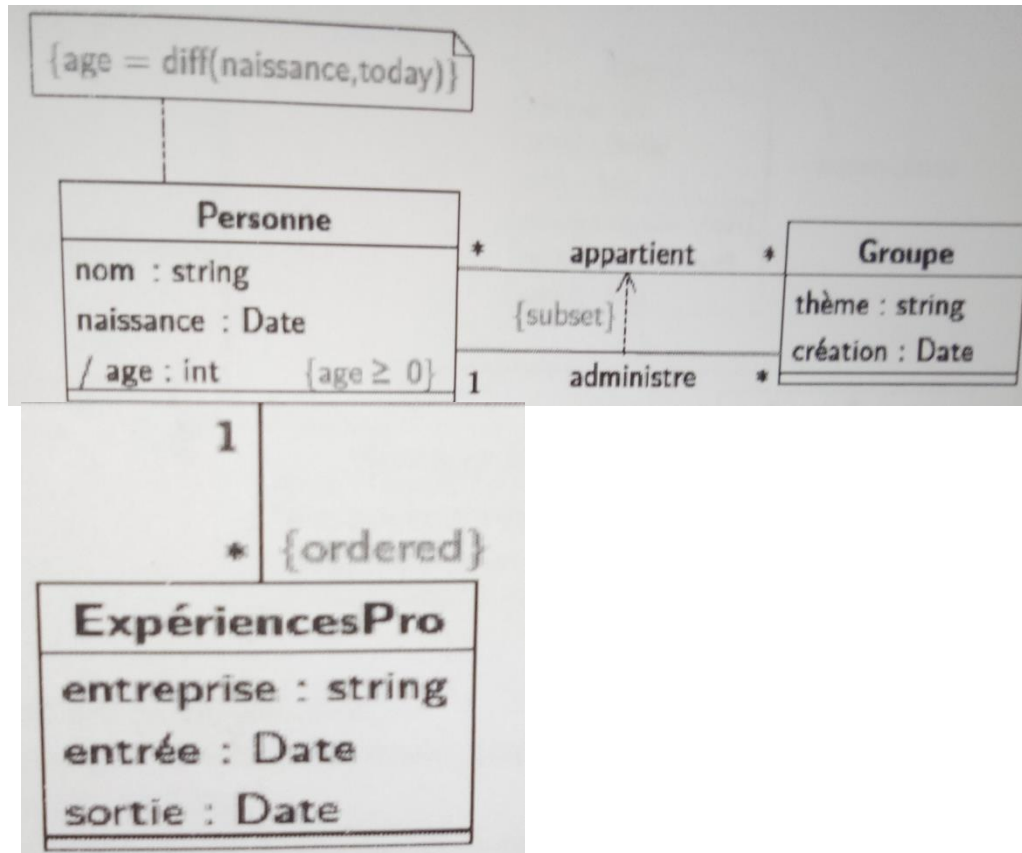 {age = diff(naissance,today)}
Personne
nom : string
naissance : Date
/ age : int {age ≥ 0}
* appartient *
{subset}
1 administre *
Groupe
thème : string
création : Date
1
* {ordered}
ExpériencesPro
entreprise : string
entrée : Date
sortie : Date